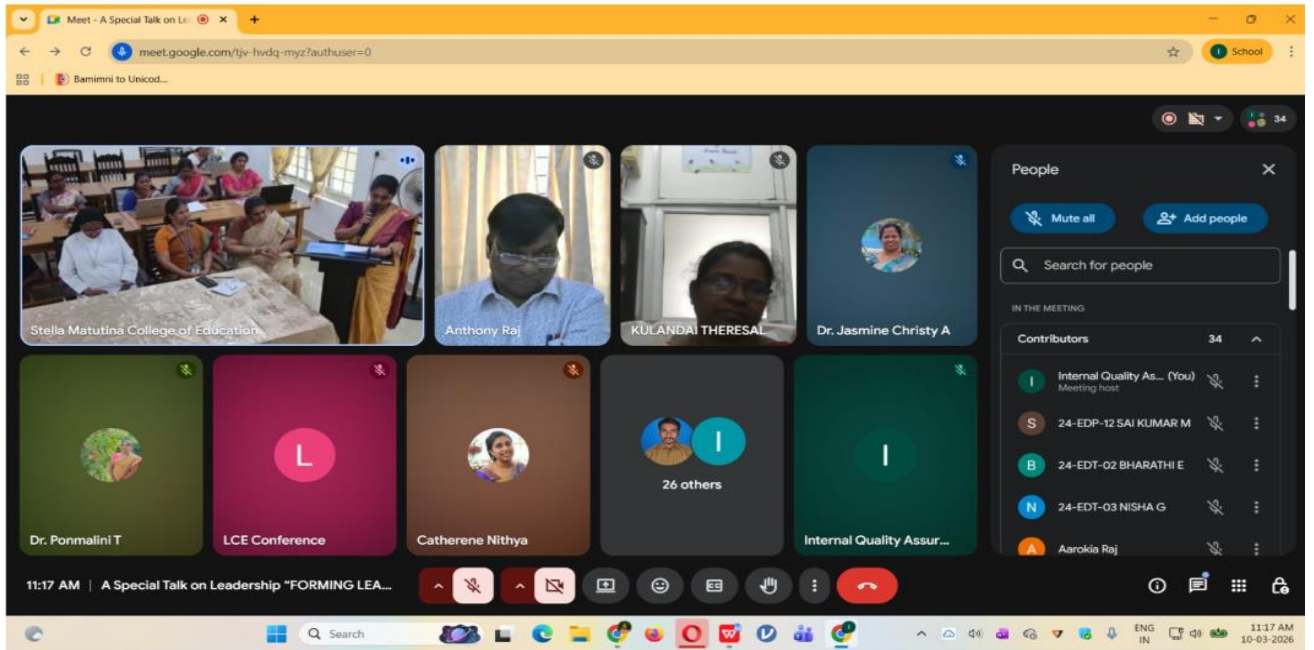 Meet - A Special Talk on Le
meet.google.com/tjv-hvdq-myz?authuser=0
I
School
Bamimni to Unicod...
34
Stella Matutina College of Education
Anthony Raj
KULANDAI THERESAL
Dr. Jasmine Christy A
Dr. Ponmalini T
L
LCE Conference
Catherene Nithya
I
26 others
I
Internal Quality Assur...
People
Mute all
Add people
Search for people
IN THE MEETING
Contributors 34
I
Internal Quality As... (You)
Meeting host
S
24-EDP-12 SAI KUMAR M
B
24-EDT-02 BHARATHI E
N
24-EDT-03 NISHA G
A
Aarokia Raj
11:17 AM | A Special Talk on Leadership "FORMING LEA...
CC
Search
ENG
IN
11:17 AM
10-03-2026